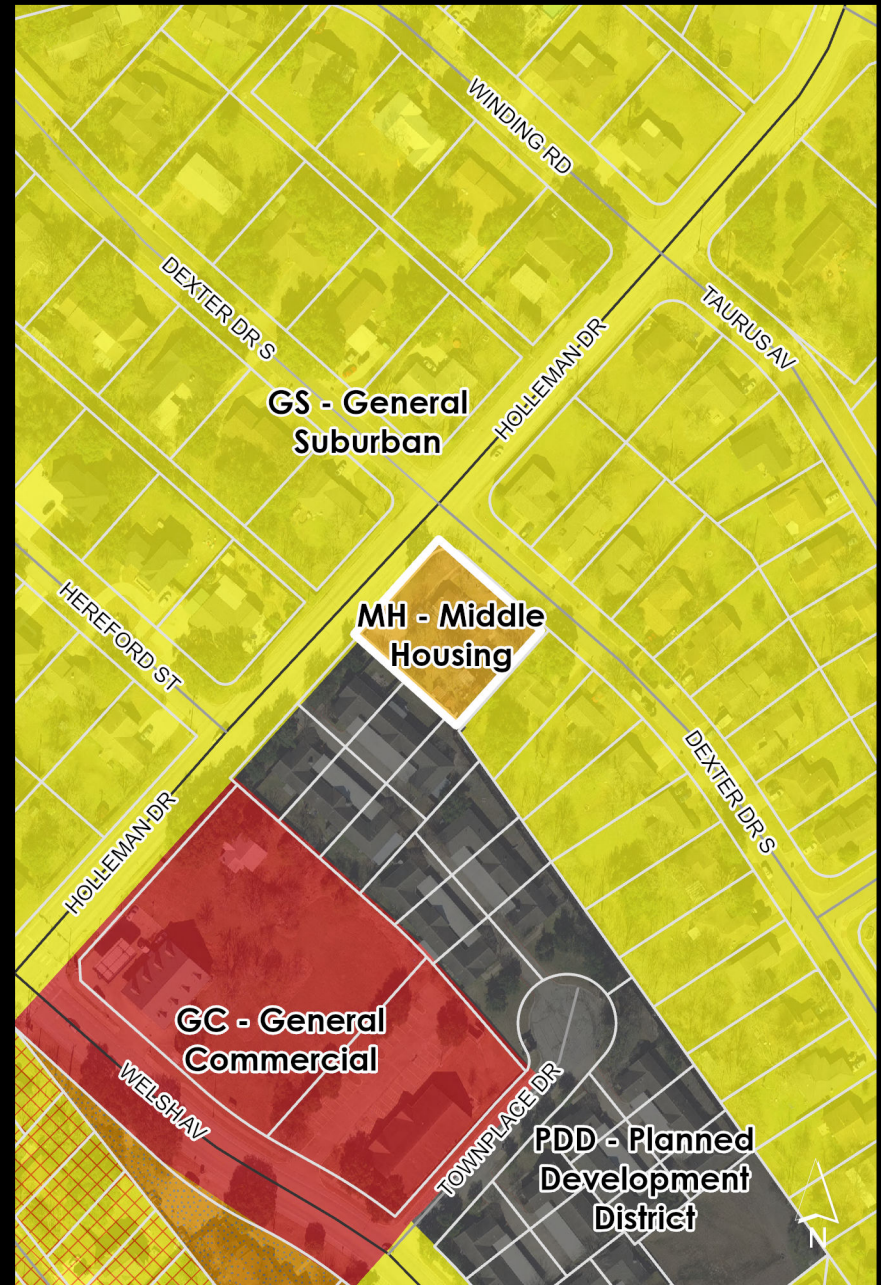 WINDING RD
DEXTER DR S
TAURUS AV
HOLLEMAN DR
GS - General
Suburban
MH - Middle
Housing
HEREFORD ST
DEXTER DR S
HOLLEMAN DR
GC - General
Commercial
WELSH AV
TOWNPLACE DR
PDD - Planned
Development
District
N